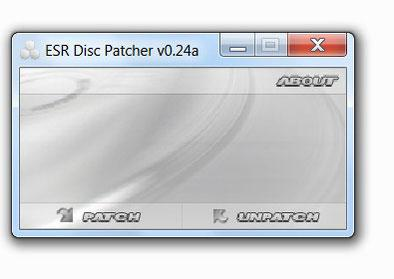 ESR Disc Patcher v0.24a
ABOUT
PATCH
UNPATCH